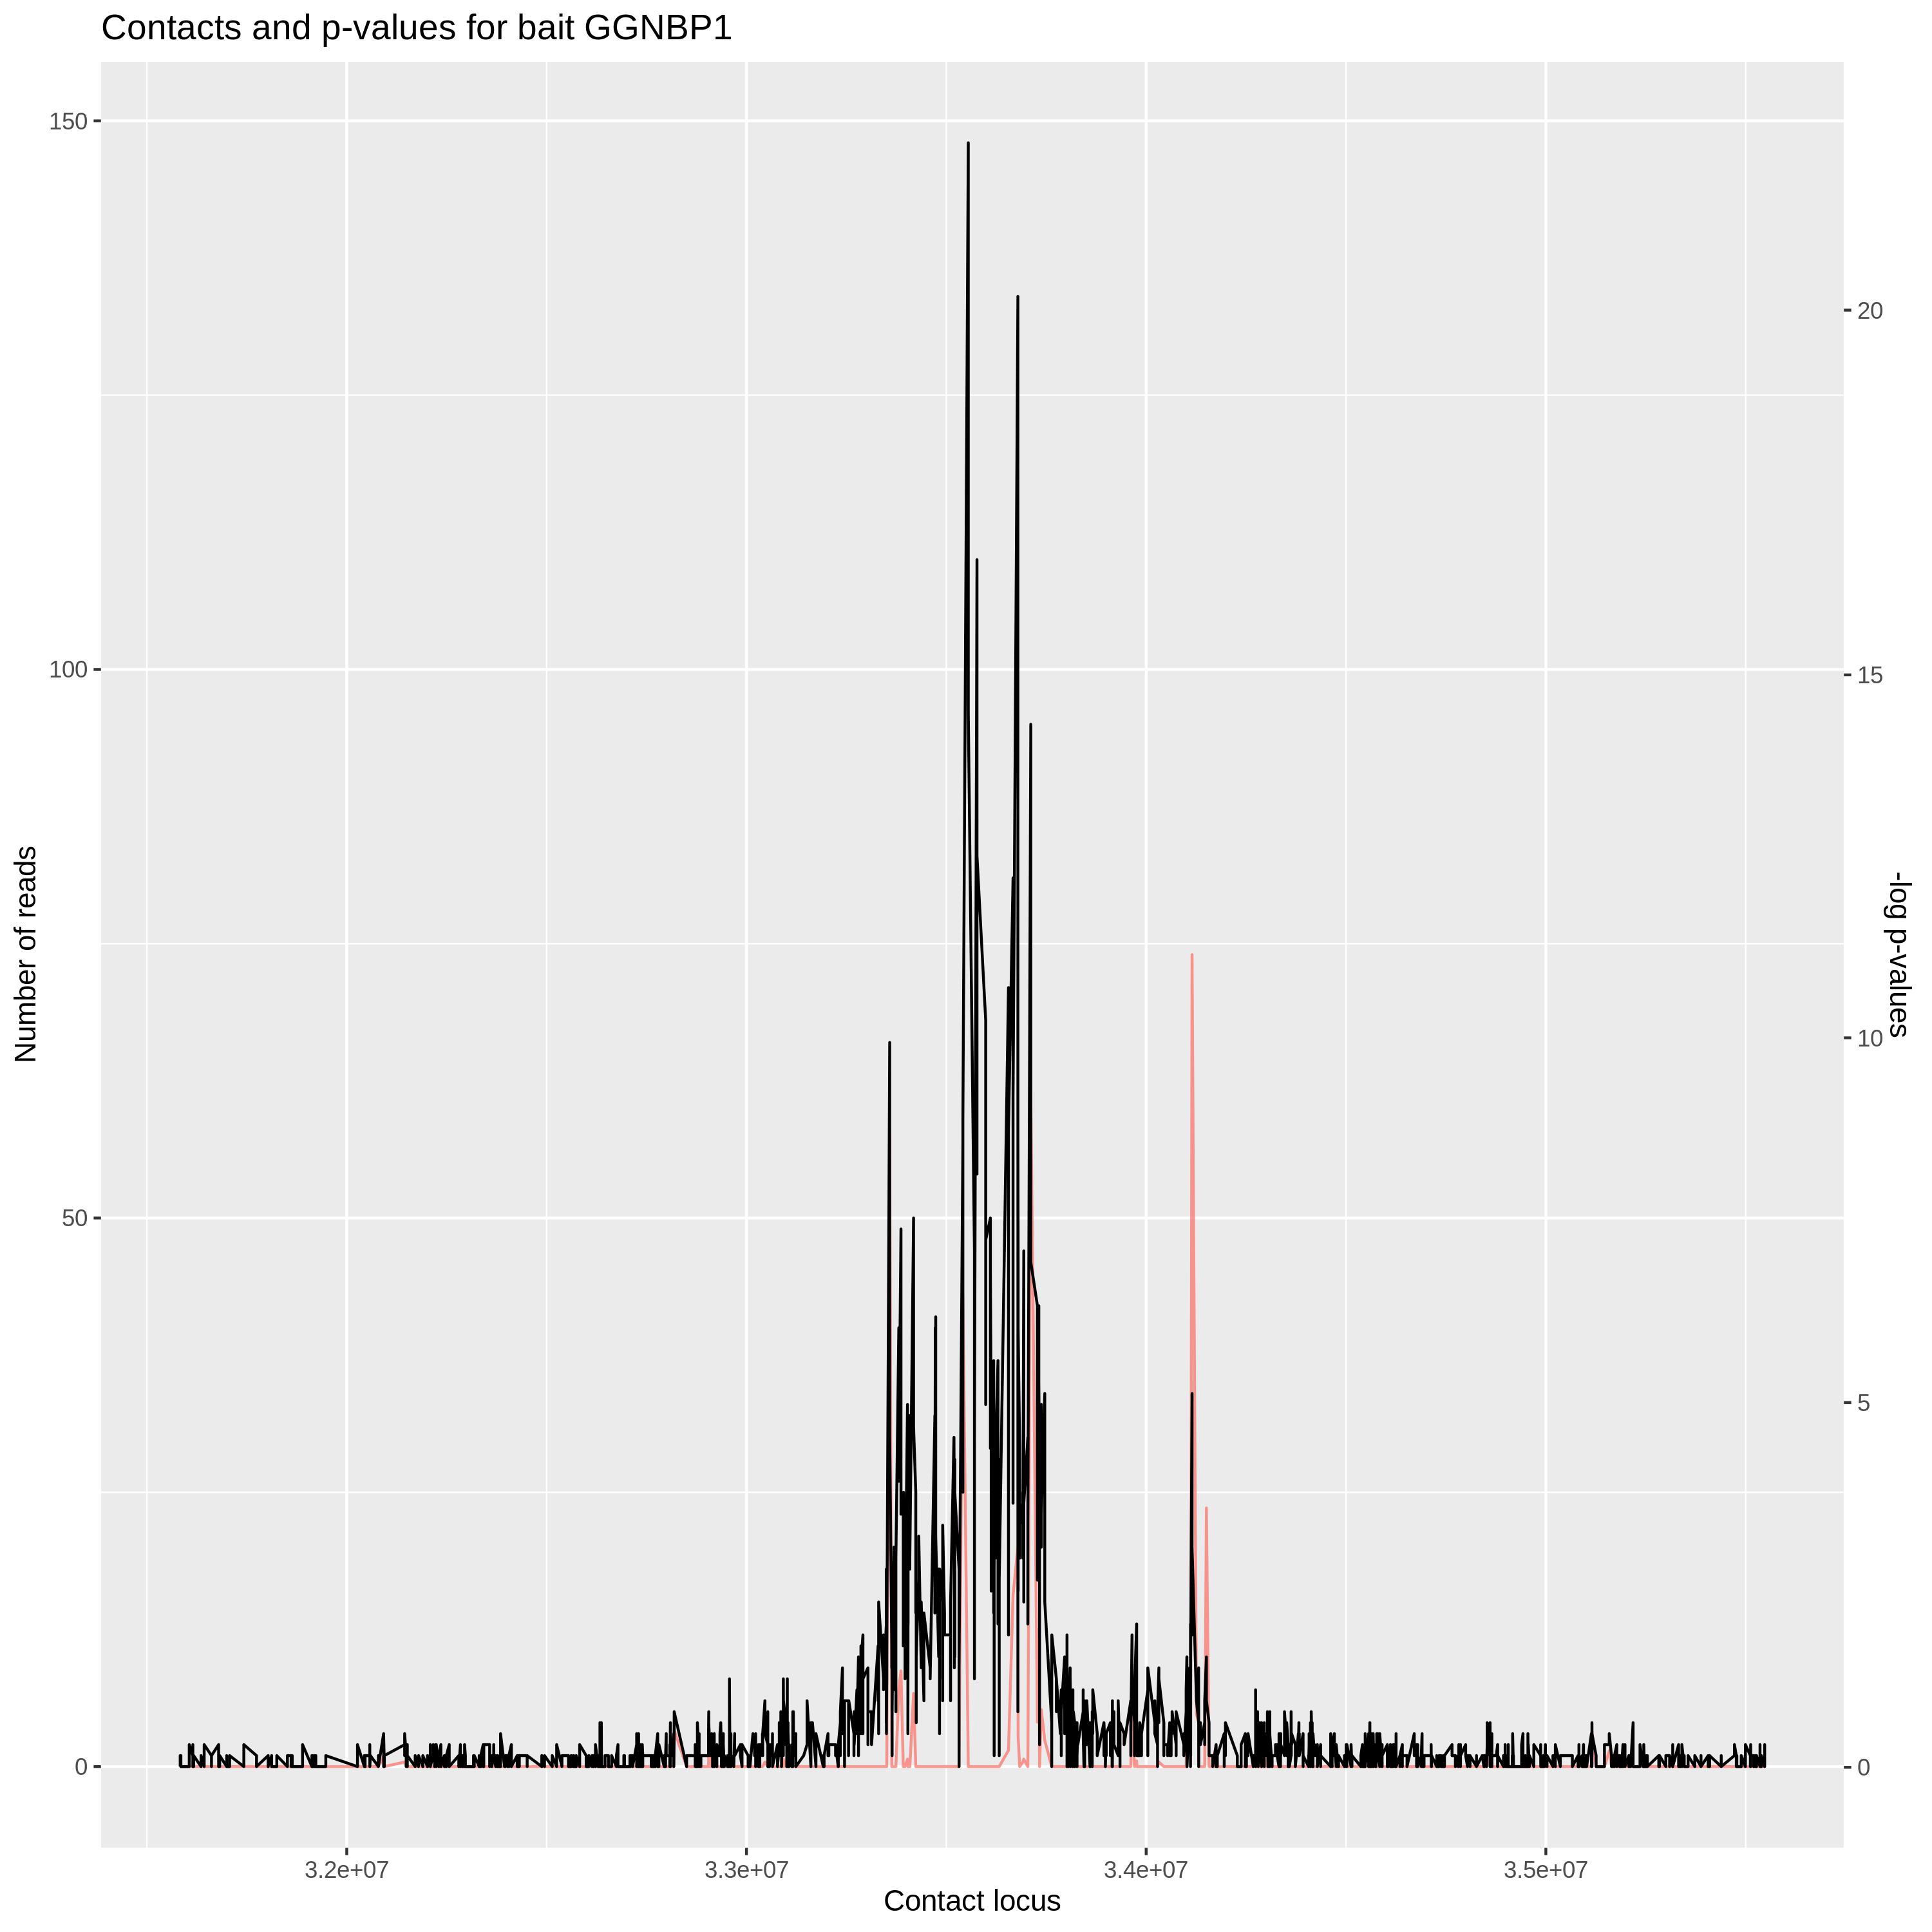 Contacts and p-values for bait GGNBP1
150
100
50
0
Number of reads
20
15
10
5
0
-log p-values
3.2e+07
3.3e+07
3.4e+07
3.5e+07
Contact locus